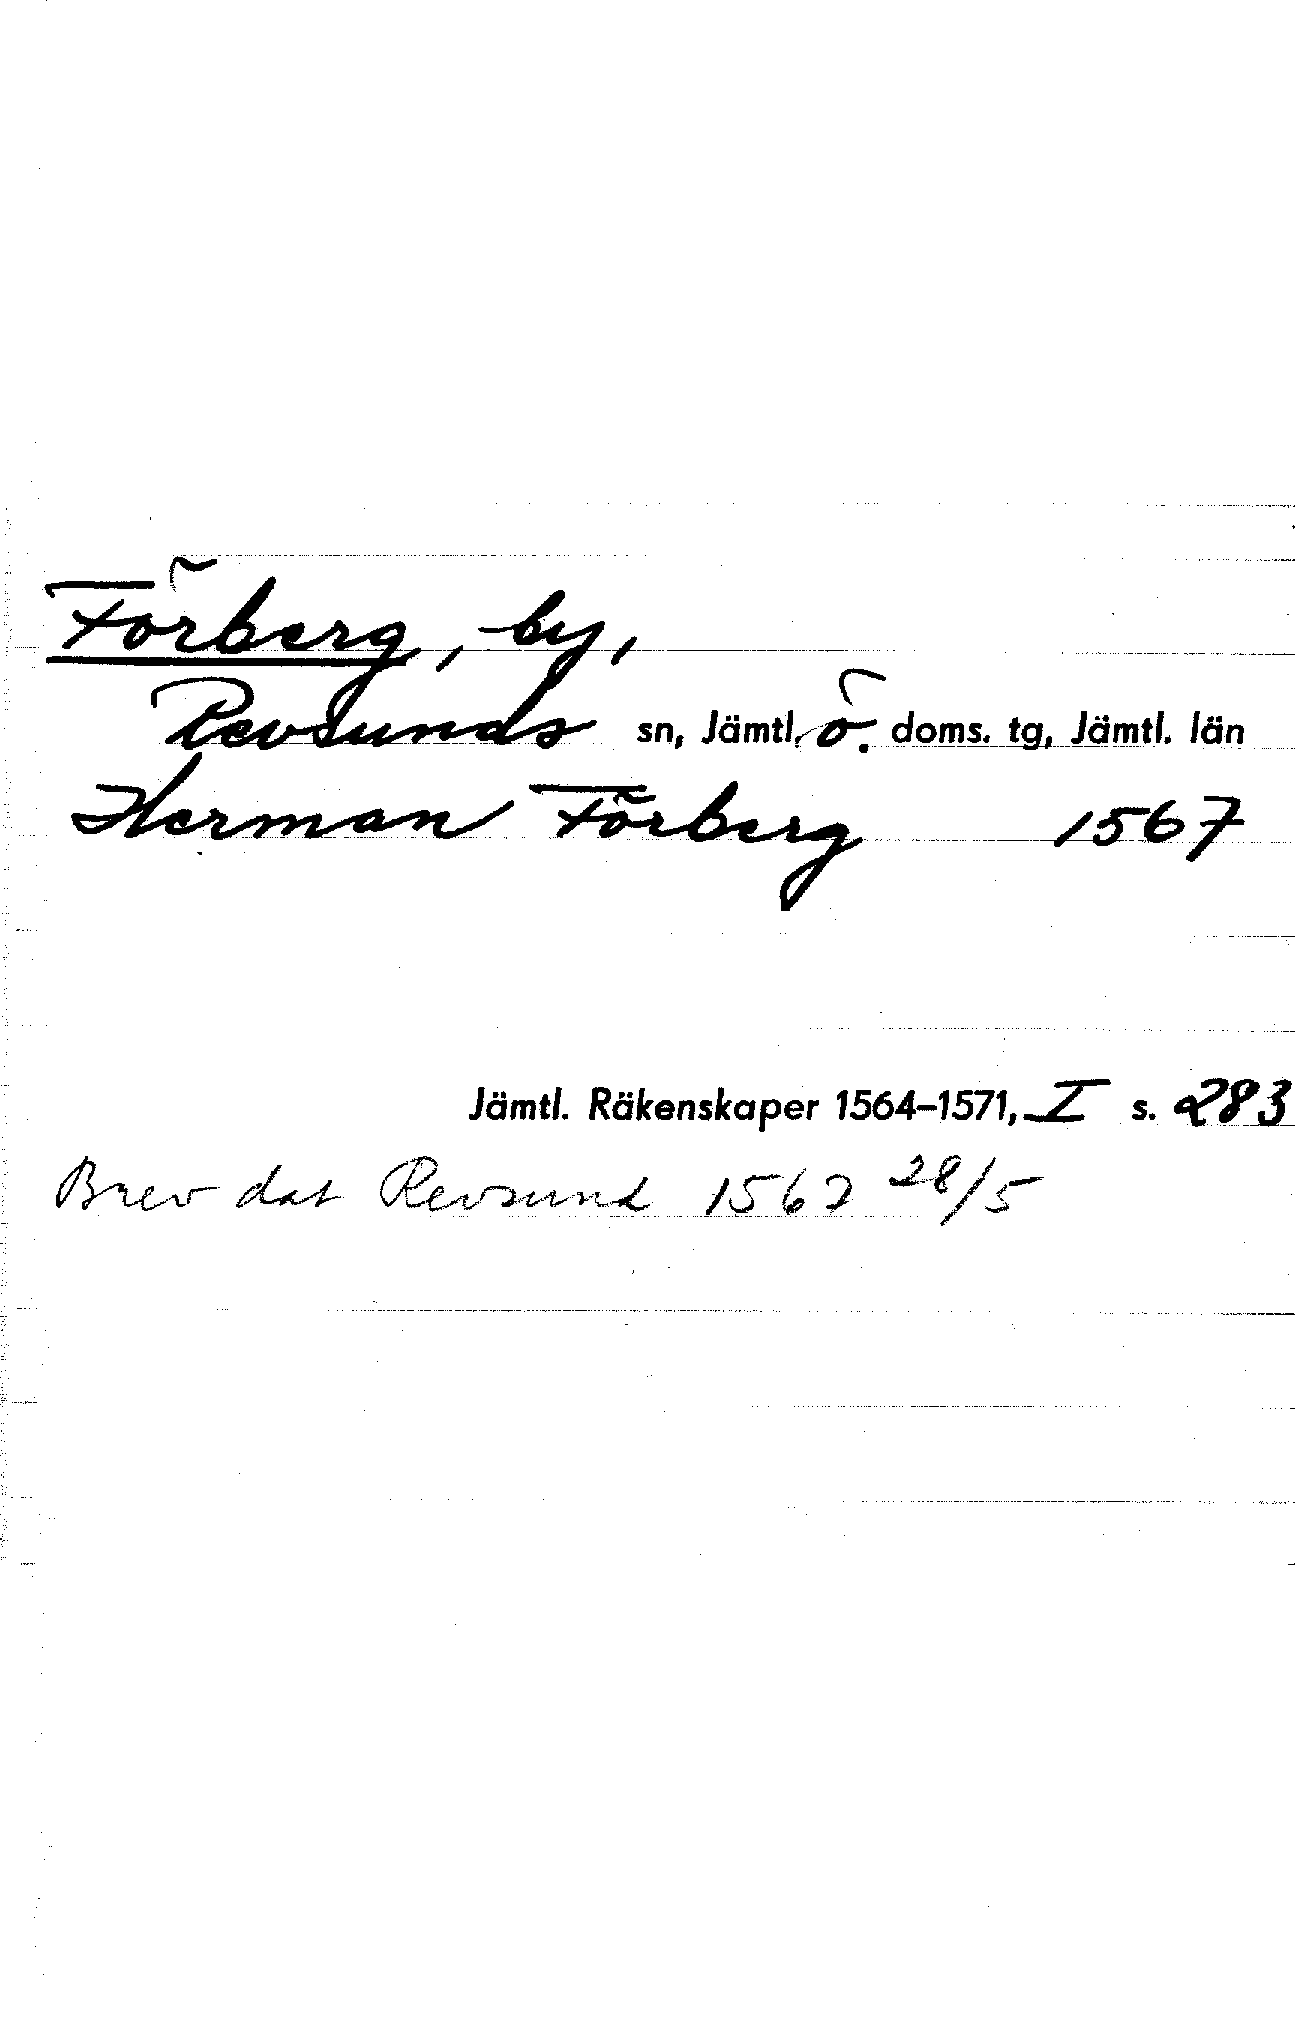 Förberg, by,
Revsunds sn, Jämtl. Ö. doms. tg, Jämtl. län
Herman Förberg 1567
Jämtl. Räkenskaper 1564–1571, I s. 283
Brev dat Revsund 1567 28/5